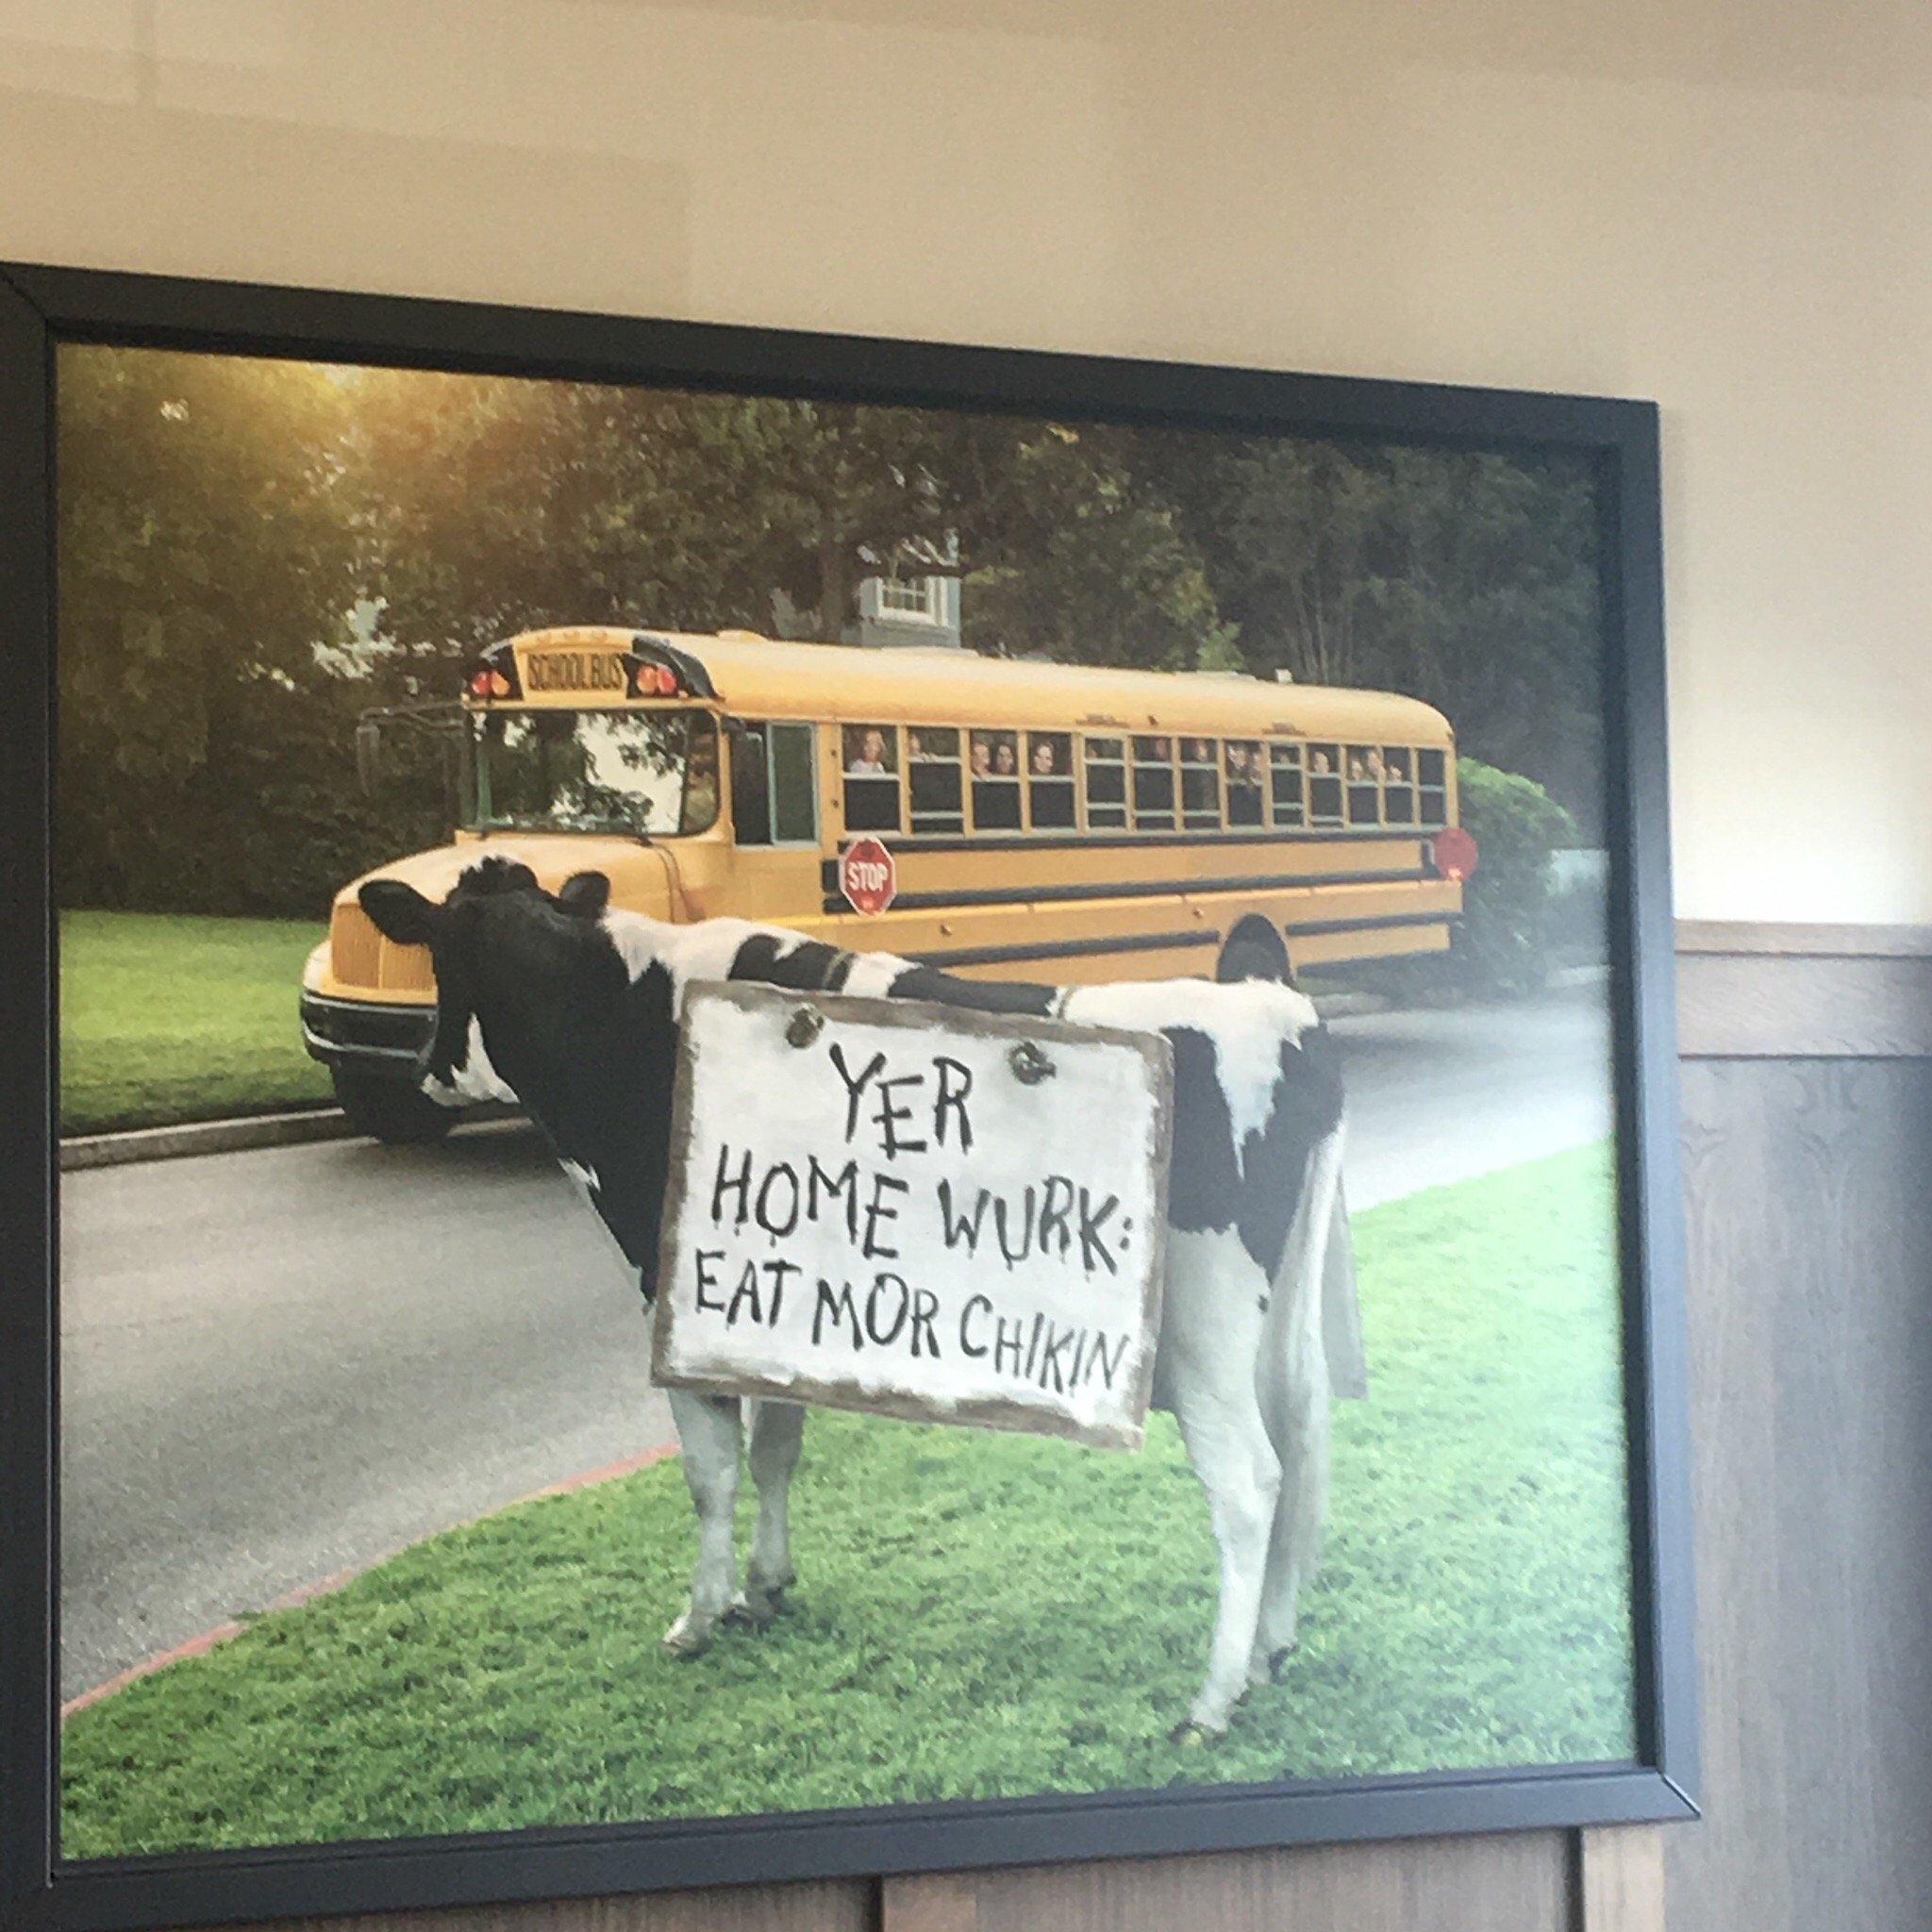 SCHOOL BUS
STOP
YER
HOME WURK:
EAT MOR CHIKIN